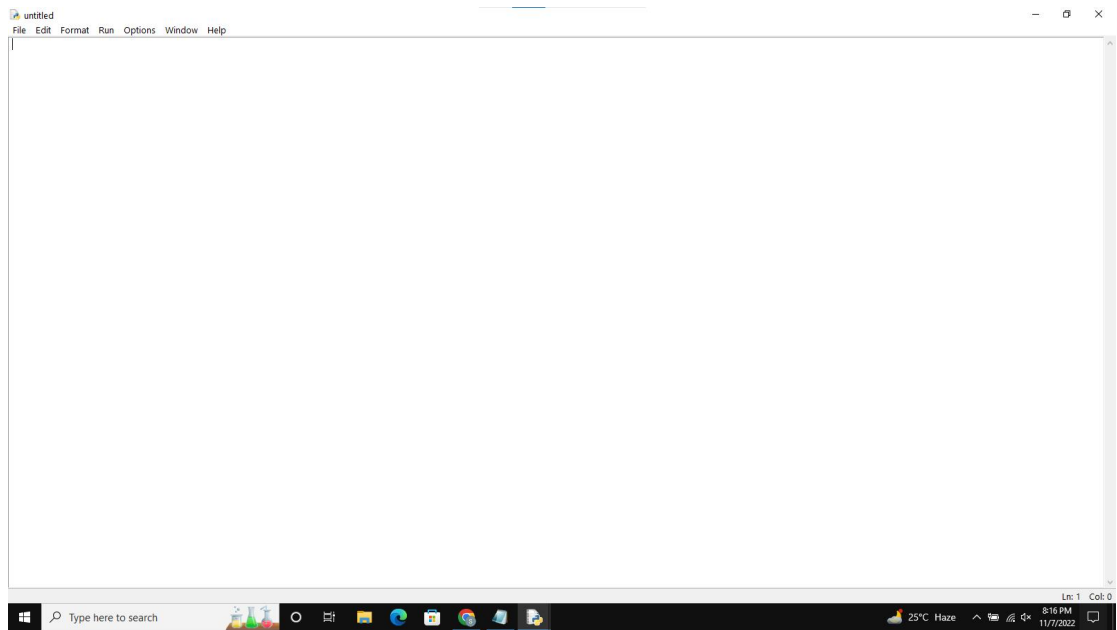 untitled
File Edit Format Run Options Window Help
Ln: 1 Col: 0
Type here to search
25°C Haze
8:16 PM
11/7/2022